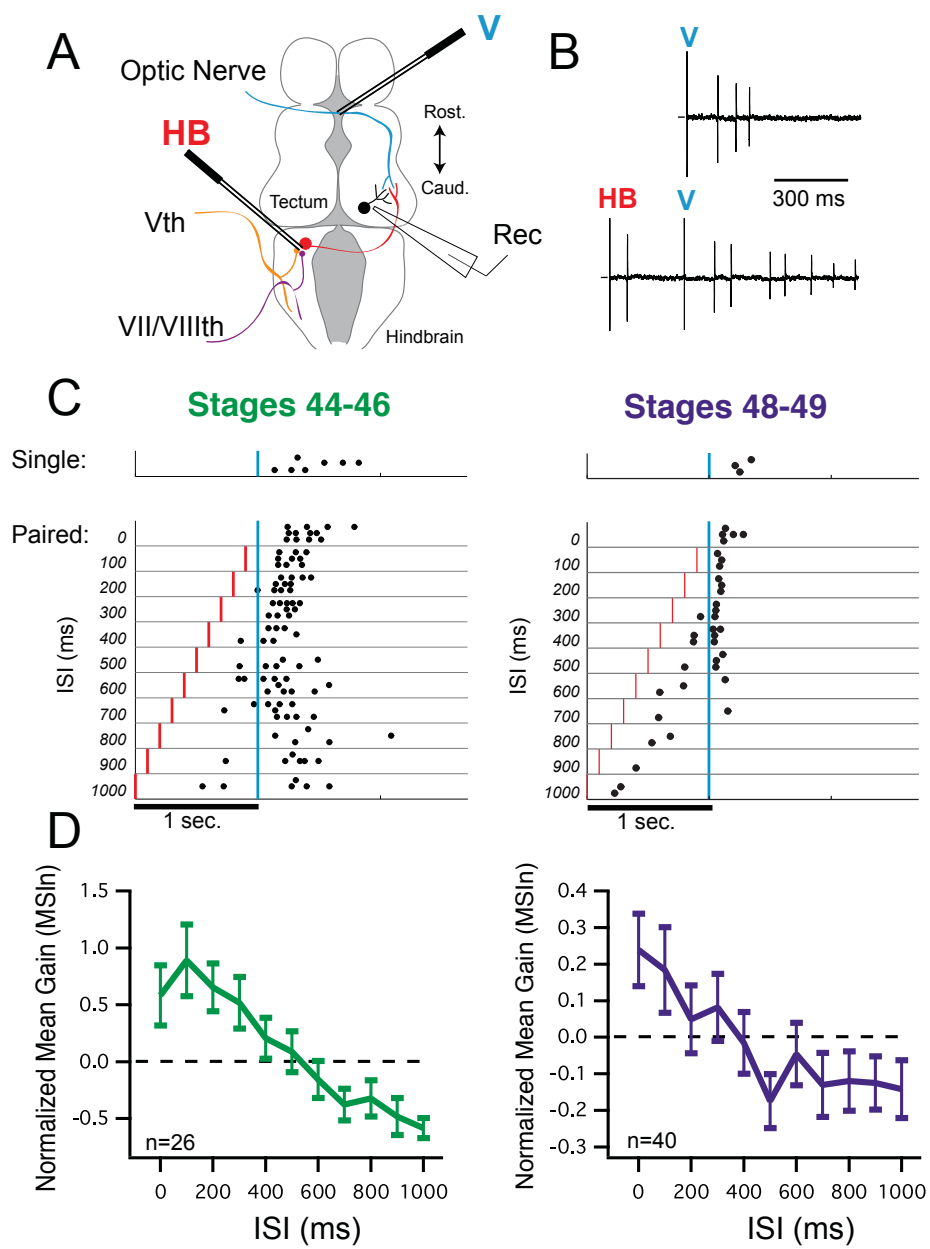 A
V
Optic Nerve
HB
Rost.
Caud.
Tectum
Vth
Rec
VII/VIIIth
Hindbrain
B
V
300 ms
HB
V
C
Stages 44-46
Stages 48-49
Single:
Paired:
ISI (ms)
0
100
200
300
400
500
600
700
800
900
1000
1 sec.
ISI (ms)
0
100
200
300
400
500
600
700
800
900
1000
1 sec.
D
Normalized Mean Gain (MSIn)
1.5
1.0
0.5
0.0
-0.5
n=26
0 200 400 600 800 1000
ISI (ms)
Normalized Mean Gain (MSIn)
0.4
0.3
0.2
0.1
0.0
-0.1
-0.2
-0.3
n=40
0 200 400 600 800 1000
ISI (ms)